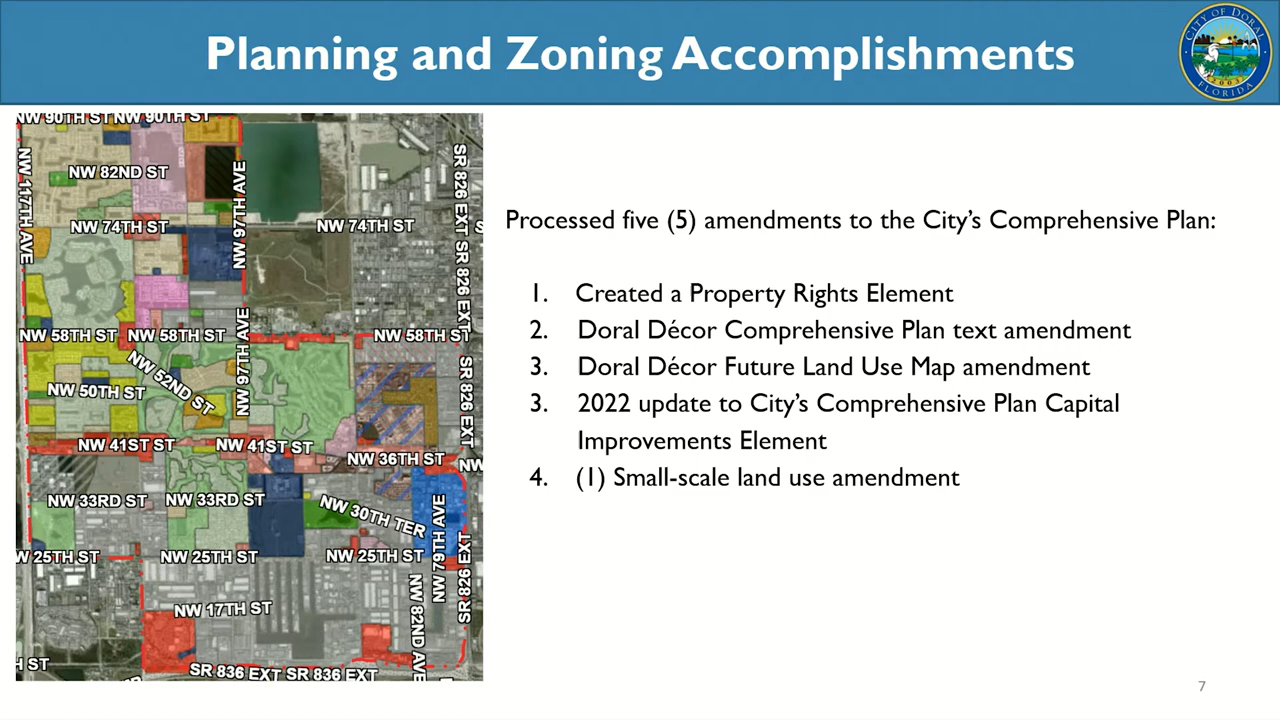 Planning and Zoning Accomplishments
CITY OF DORAL
2003
FLORIDA
NW 90TH ST NW 90TH ST
NW 117TH AVE
NW 82ND ST
NW 97TH AVE
SR 826 EXT SR 826 EXT
NW 74TH ST
NW 74TH ST
S
NW 58TH ST
NW 58TH ST
NW 58TH ST
NW 97TH AVE
NW 52ND ST
NW 50TH ST
SR 826 EXT
NW 41ST ST
NW 41ST ST
NW 36TH ST
NW
NW 33RD ST
NW 33RD ST
NW 30TH TER
NW 79TH AVE
W 25TH ST
NW 25TH ST
NW 25TH ST
SR 826 EXT
NW 82ND AVE
NW 17TH ST
H ST
SR 836 EXT SR 836 EXT
Processed five (5) amendments to the City’s Comprehensive Plan:
1. Created a Property Rights Element
2. Doral Décor Comprehensive Plan text amendment
3. Doral Décor Future Land Use Map amendment
3. 2022 update to City’s Comprehensive Plan Capital
Improvements Element
4. (1) Small-scale land use amendment
7